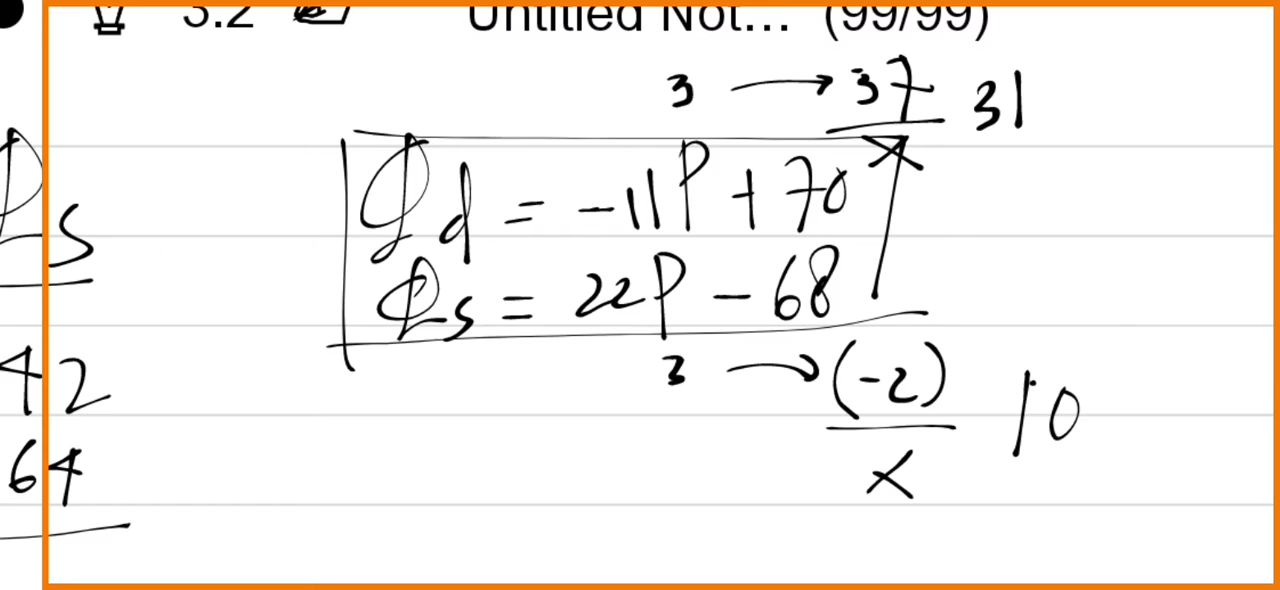 3.2 Untitled Not... (99/99)
3 → 37 31
x
Qd = -11P + 70
Qs = 22P - 68
3 → (-2) 10
x
Qs
42
64